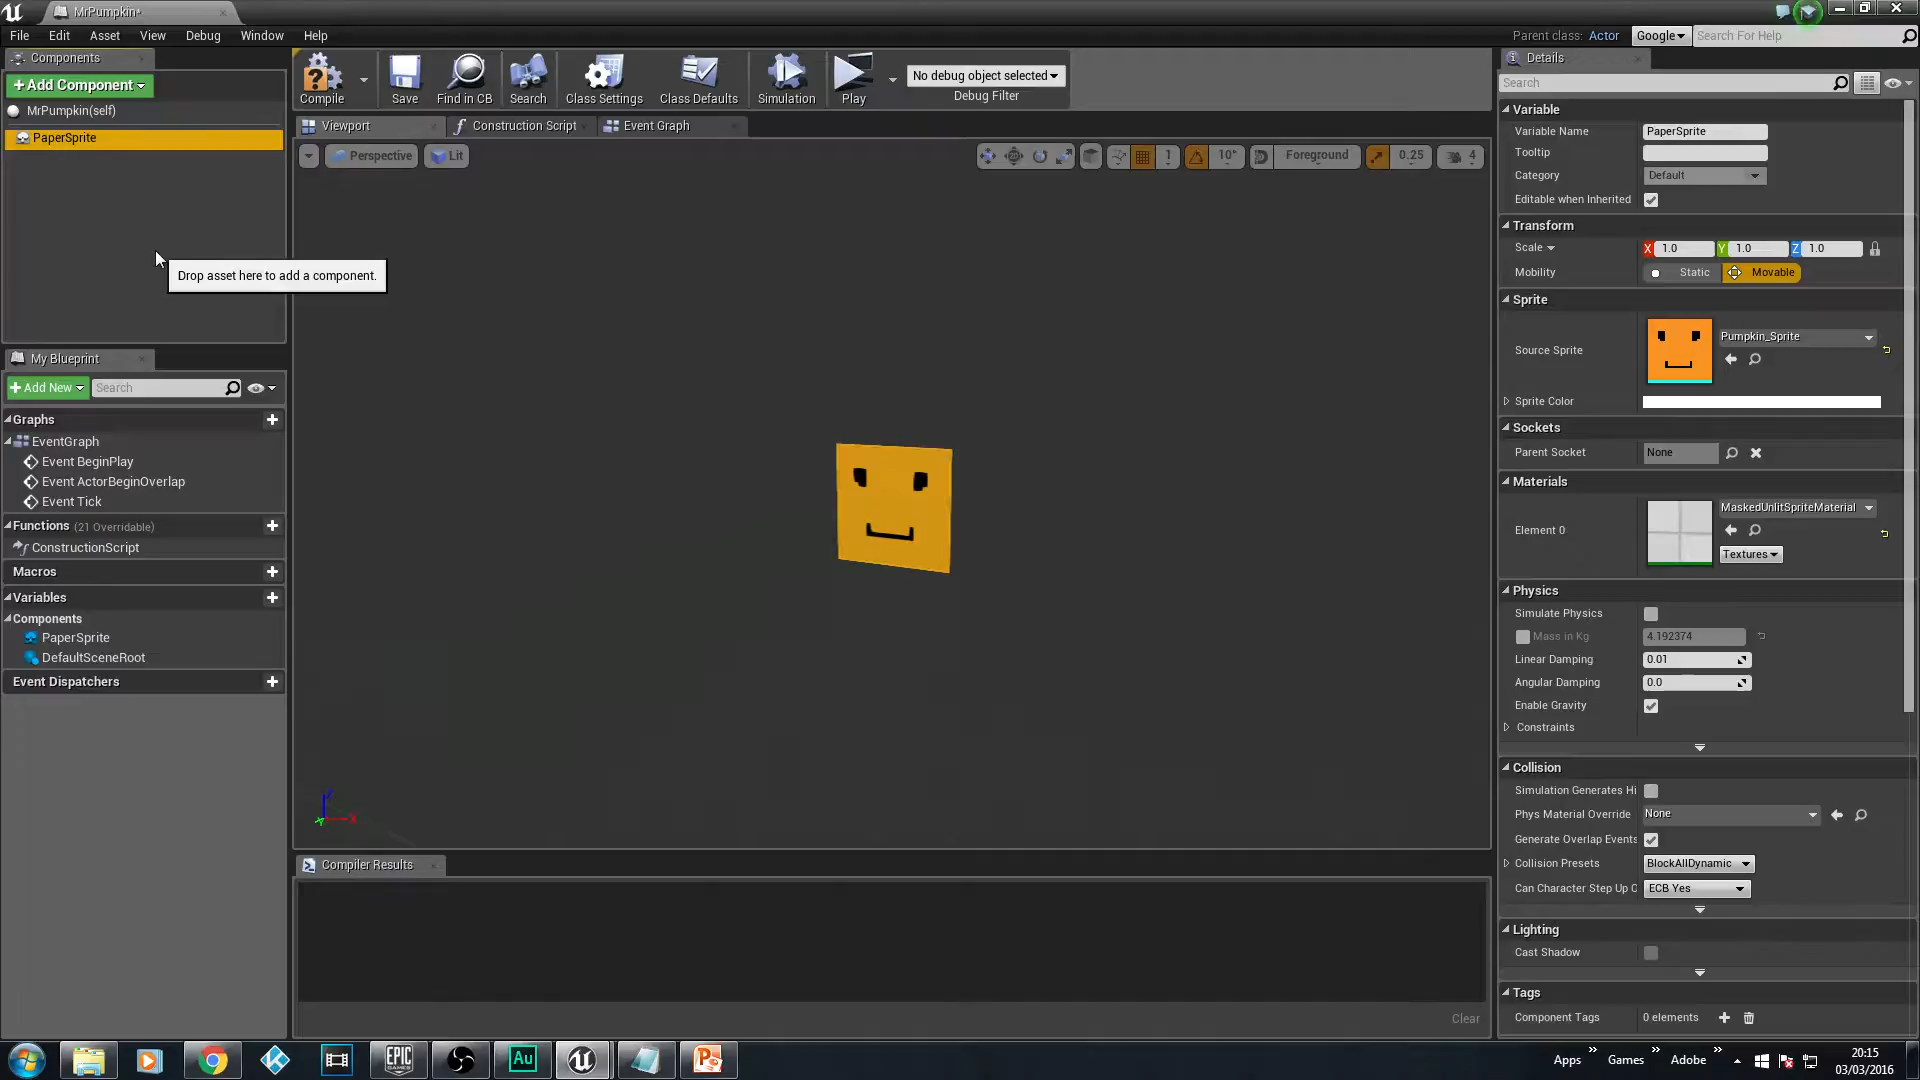 MrPumpkin*
File Edit Asset View Debug Window Help
Parent class: Actor Google Search For Help
Components
+Add Component
MrPumpkin(self)
PaperSprite
Drop asset here to add a component.
My Blueprint
+Add New Search
Graphs
EventGraph
Event BeginPlay
Event ActorBeginOverlap
Event Tick
Functions (21 Overridable)
ConstructionScript
Macros
Variables
Components
PaperSprite
DefaultSceneRoot
Event Dispatchers
Compile Save Find in CB Search Class Settings Class Defaults Simulation Play
No debug object selected
Debug Filter
Viewport Construction Script Event Graph
Perspective Lit 1 10° Foreground 0.25 4
Z
X
Y
Compiler Results
Clear
Details
Search
Variable
Variable Name PaperSprite
Tooltip
Category Default
Editable when Inherited
Transform
Scale X 1.0 Y 1.0 Z 1.0
Mobility Static Movable
Sprite
Source Sprite Pumpkin_Sprite
Sprite Color
Sockets
Parent Socket None
Materials
Element 0 MaskedUnlitSpriteMaterial
Textures
Physics
Simulate Physics
Mass in Kg 4.192374
Linear Damping 0.01
Angular Damping 0.0
Enable Gravity
Constraints
Collision
Simulation Generates Hi
Phys Material Override None
Generate Overlap Events
Collision Presets BlockAllDynamic
Can Character Step Up O ECB Yes
Lighting
Cast Shadow
Tags
Component Tags 0 elements
EPIC GAMES
Au
P
Apps » Games » Adobe »
20:15
03/03/2016